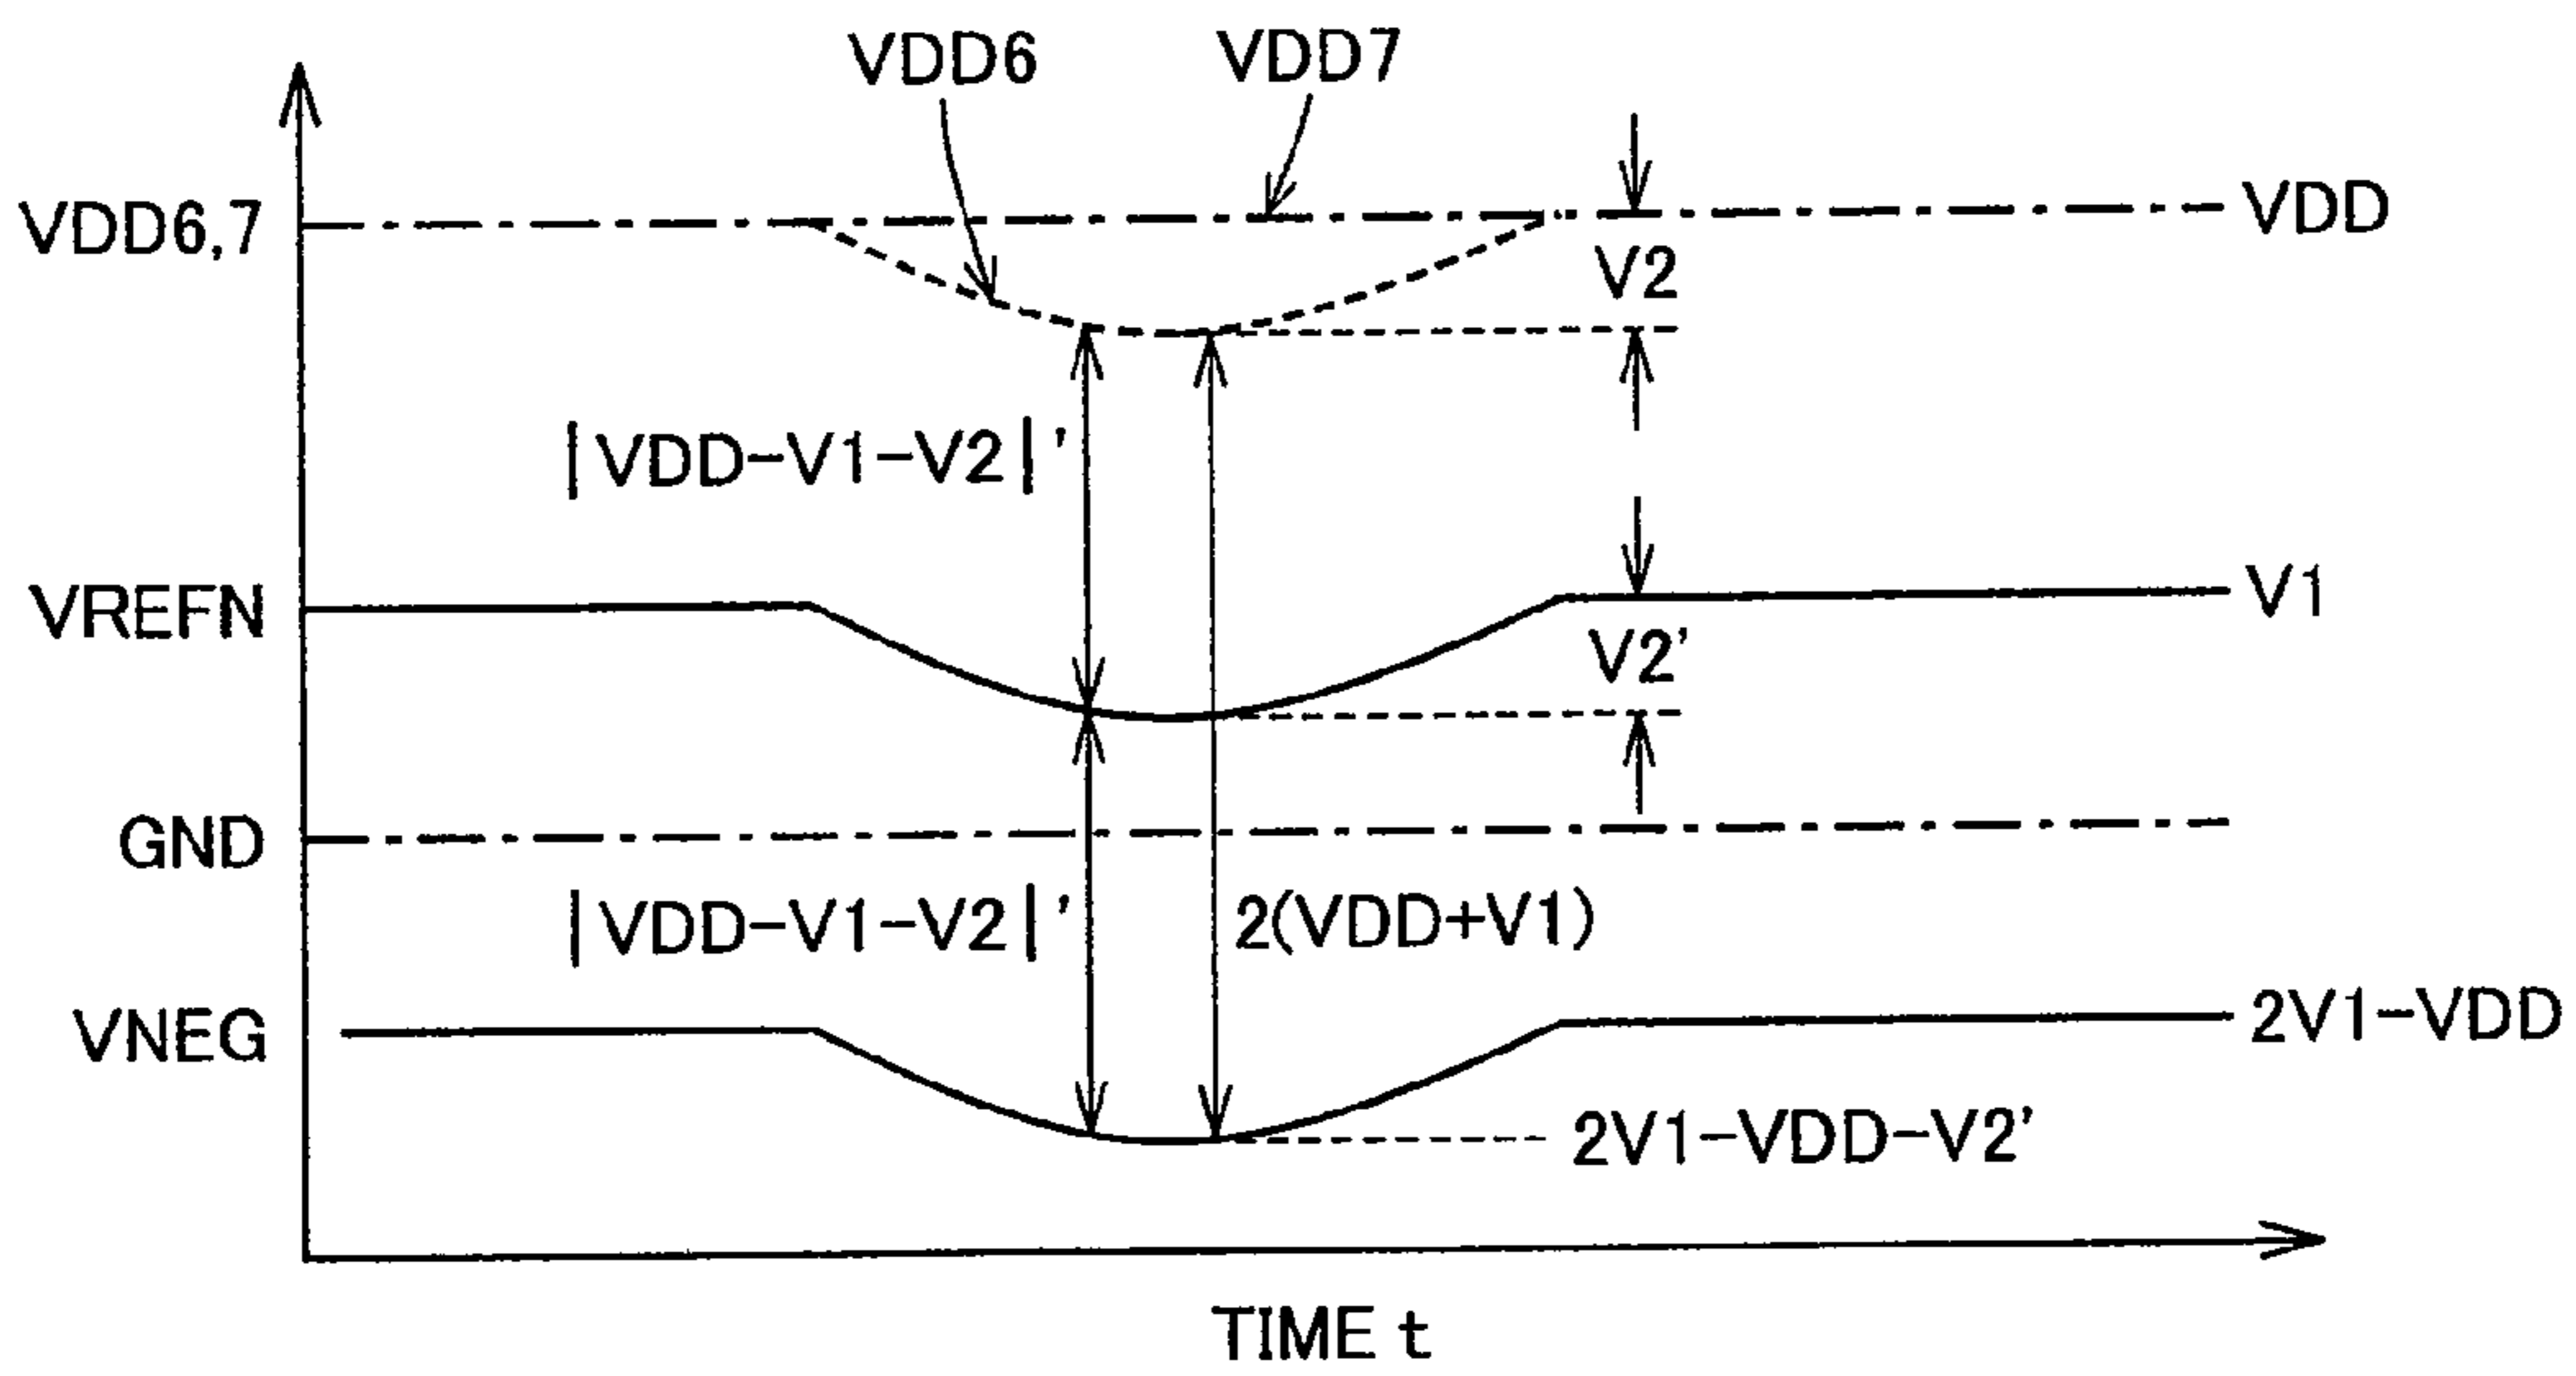 VDD6 VDD7
VDD6,7 VDD
V2
|VDD-V1-V2|'
VREFN V1
V2'
GND
|VDD-V1-V2|' 2(VDD+V1)
VNEG 2V1-VDD
2V1-VDD-V2'
TIME t